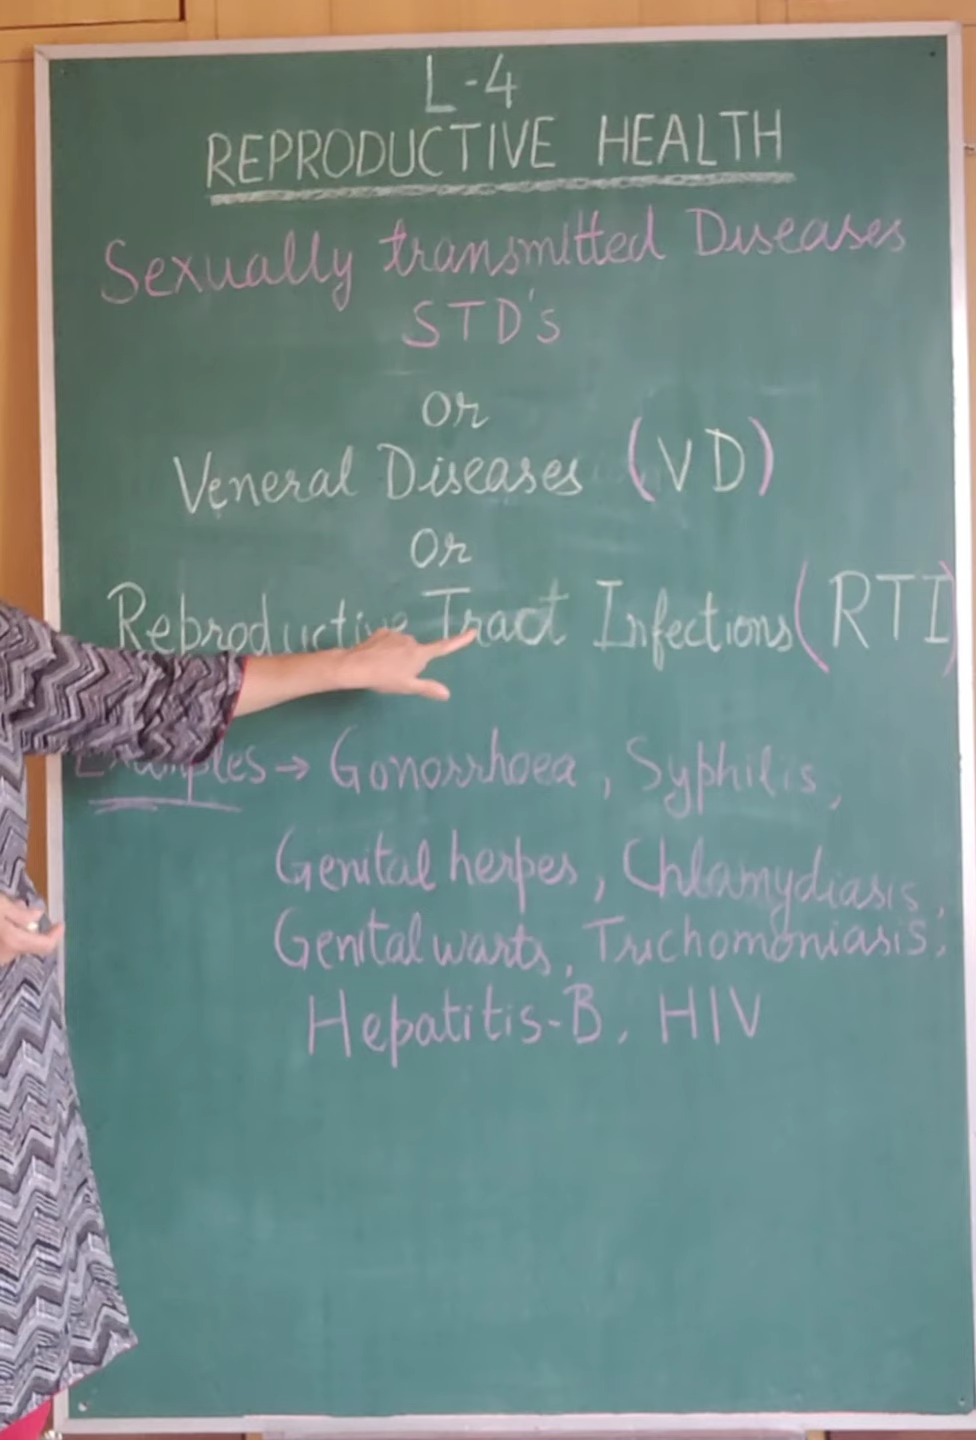 L-4
REPRODUCTIVE HEALTH
Sexually transmitted Diseases
STD's
or
Veneral Diseases (VD)
or
Reproductive Tract Infections (RTI)
Examples → Gonorrhoea, Syphilis,
Genital herpes, Chlamydiasis,
Genital warts, Trichomoniasis,
Hepatitis-B, HIV